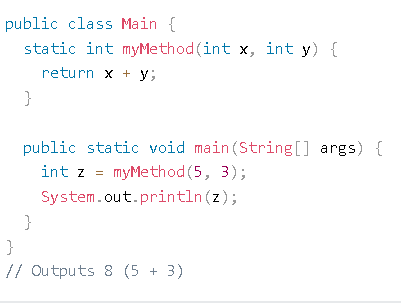 public class Main {
  static int myMethod(int x, int y) {
    return x + y;
  }

  public static void main(String[] args) {
    int z = myMethod(5, 3);
    System.out.println(z);
  }
}
// Outputs 8 (5 + 3)